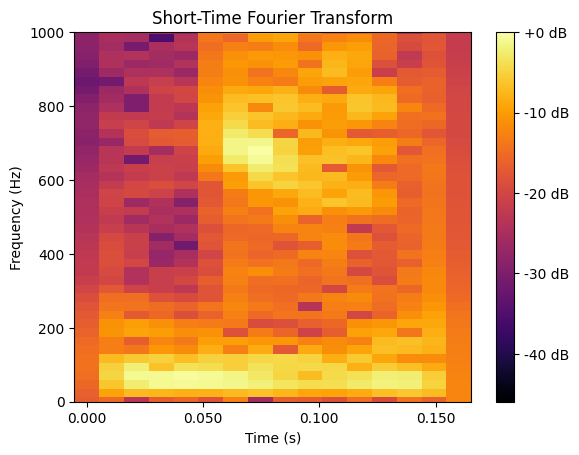 Short-Time Fourier Transform
1000
800
600
400
200
0
Frequency (Hz)
0.000
0.050
0.100
0.150
Time (s)
+0 dB
-10 dB
-20 dB
-30 dB
-40 dB